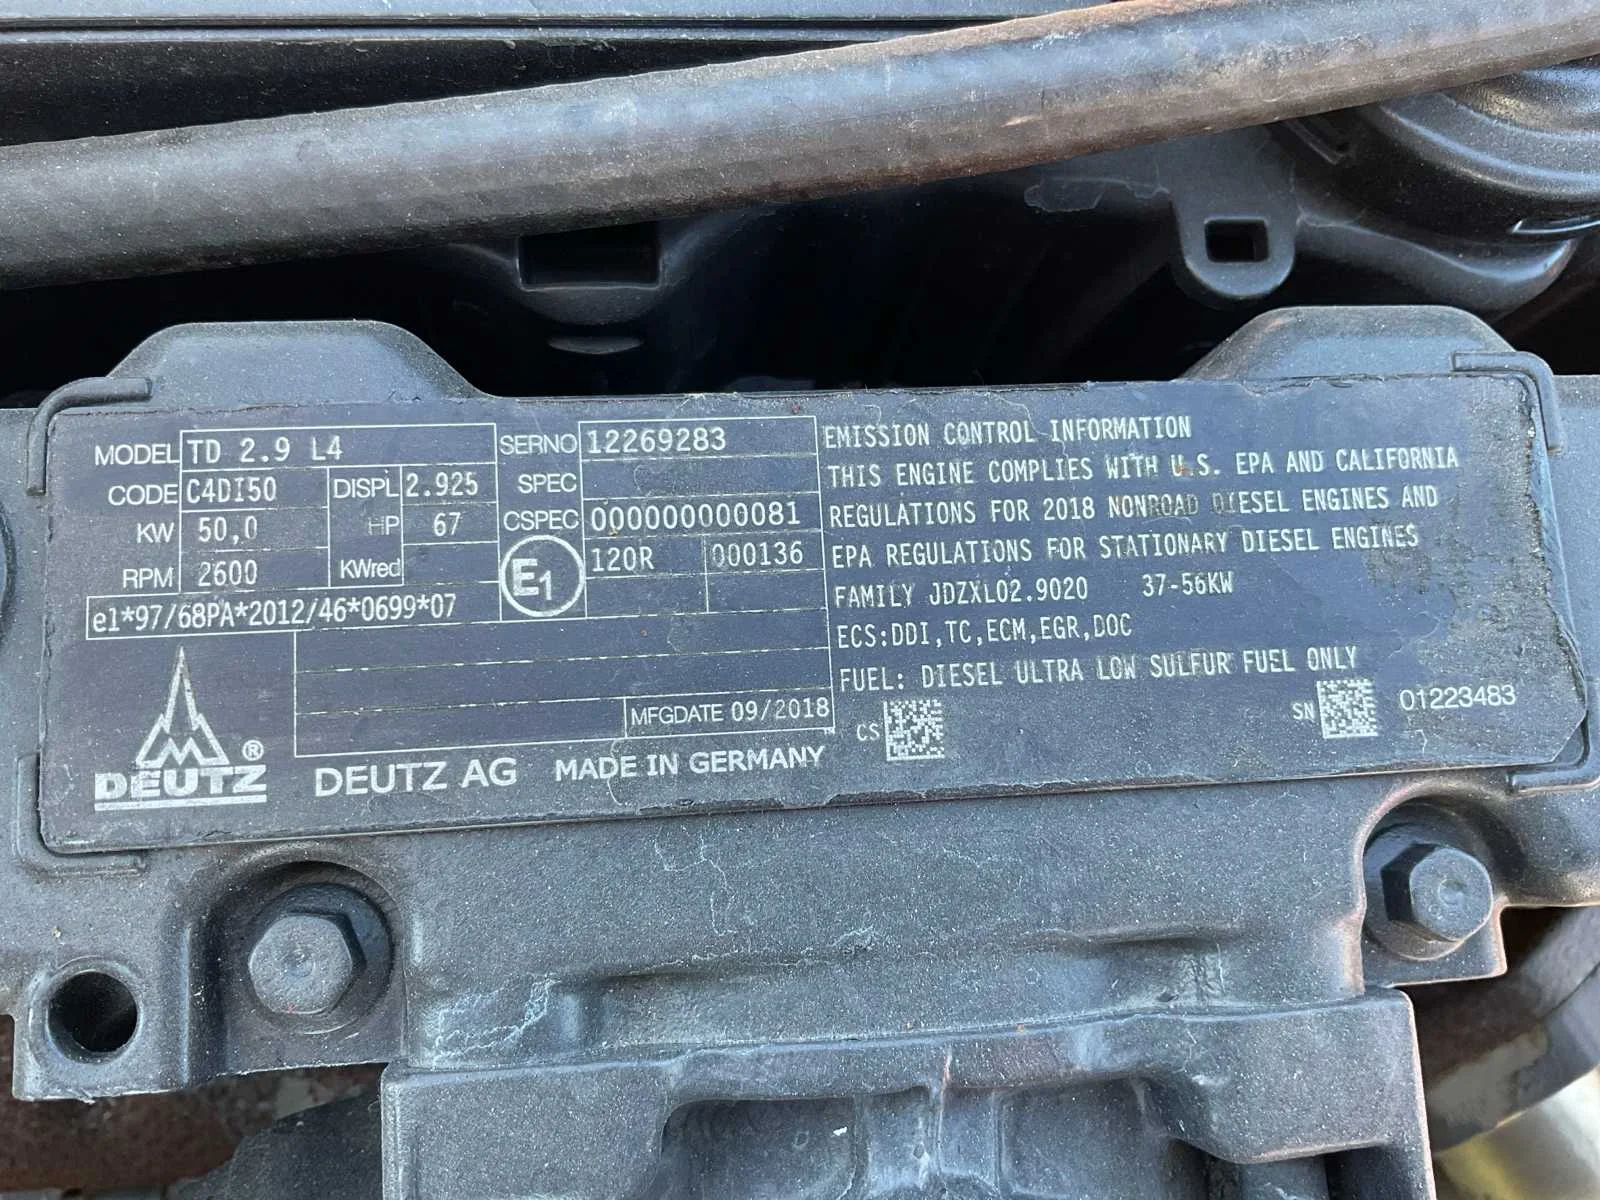 MODEL TD 2.9 L4
CODE C4DI50 DISPL 2.925
KW 50,0 HP 67
RPM 2600 KWred
e1*97/68PA*2012/46*0699*07
SERNO 12269283
SPEC
CSPEC 000000000081
E1 120R 000136
MFGDATE 09/2018
DEUTZ ®
DEUTZ AG MADE IN GERMANY
EMISSION CONTROL INFORMATION
THIS ENGINE COMPLIES WITH U.S. EPA AND CALIFORNIA
REGULATIONS FOR 2018 NONROAD DIESEL ENGINES AND
EPA REGULATIONS FOR STATIONARY DIESEL ENGINES
FAMILY JDZXL02.9020 37-56KW
ECS:DDI,TC,ECM,EGR,DOC
FUEL: DIESEL ULTRA LOW SULFUR FUEL ONLY
CS SN 01223483